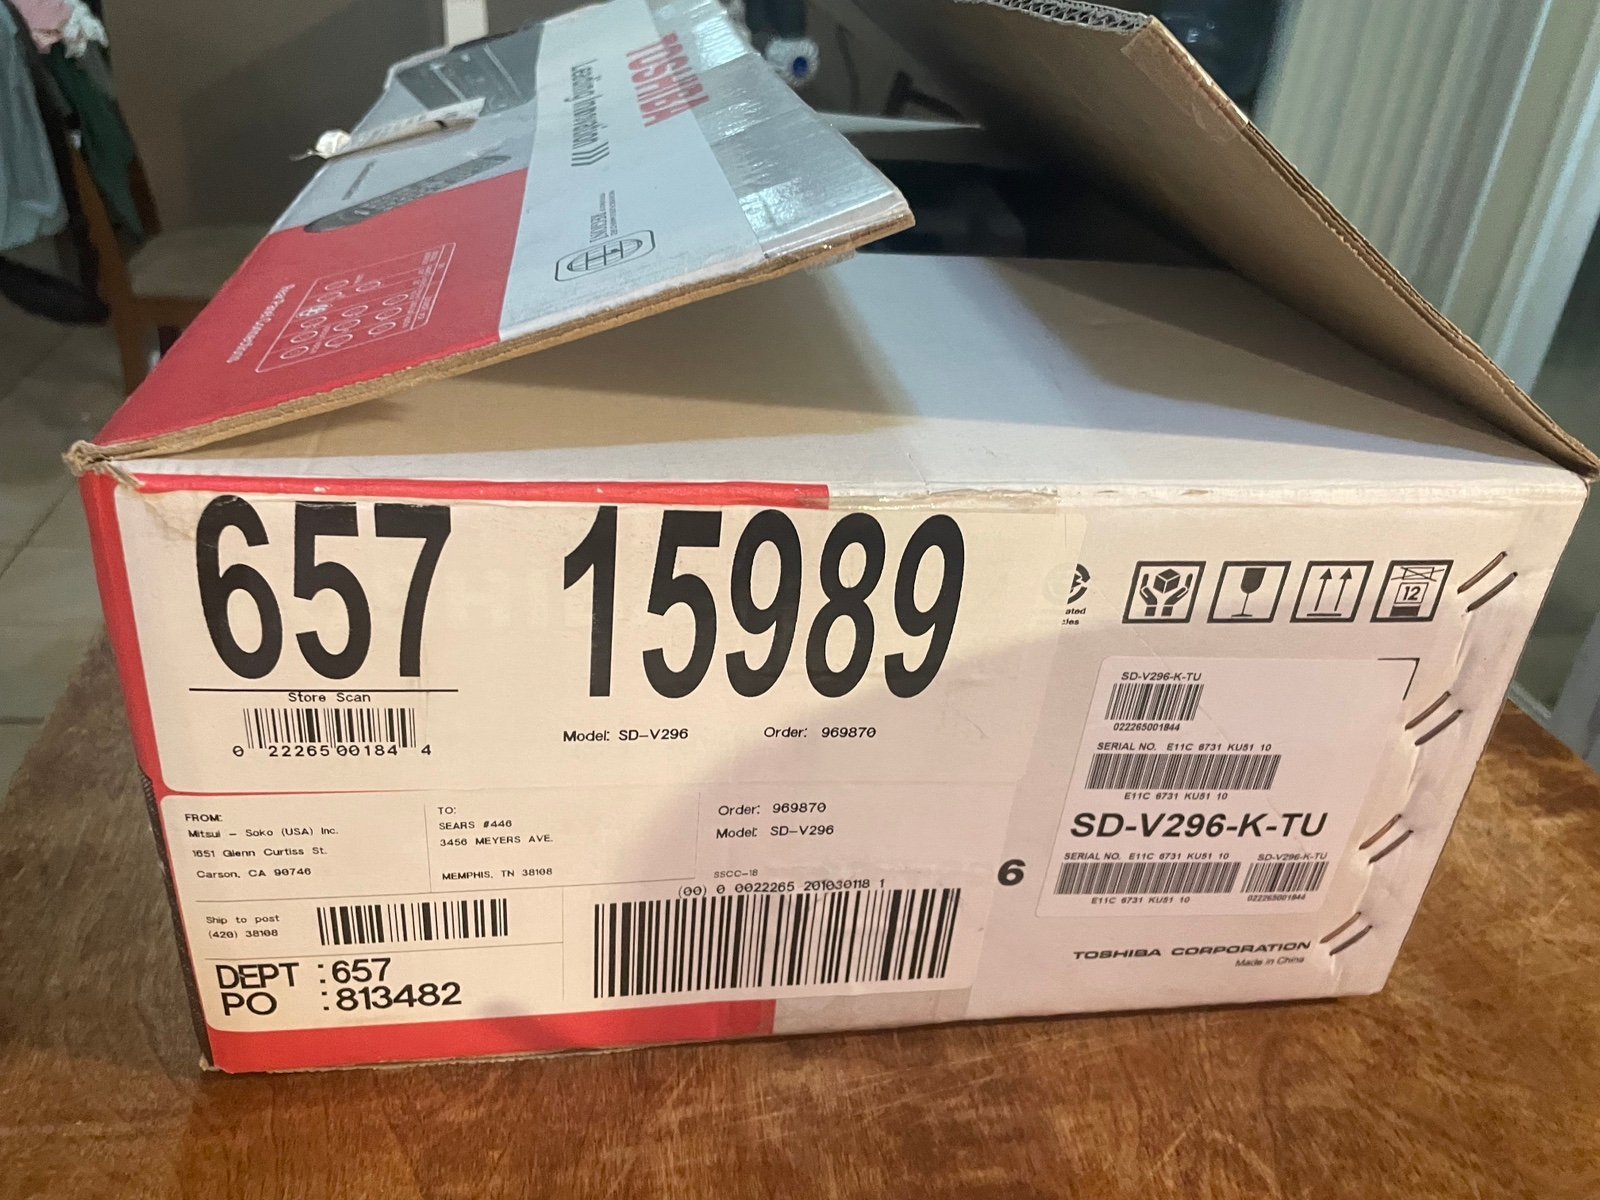 TOSHIBA
Leading Innovation >>>
657 15989
Store Scan
0 22265 00184 4
Model: SD-V296 Order: 969870
FROM:
Mitsui - Soko (USA) Inc.
1651 Glenn Curtiss St.
Carson, CA 90746
TO:
SEARS #446
3456 MEYERS AVE.
MEMPHIS, TN 38108
Order: 969870
Model: SD-V296
SSCC-18
(00) 0 0022265 201030118 1
Ship to post
(420) 38108
DEPT :657
PO :813482
6
12
SD-V296-K-TU
022265001844
SERIAL NO. E11C 6731 KU51 10
E11C 6731 KU51 10
SD-V296-K-TU
SERIAL NO. E11C 6731 KU51 10 SD-V296-K-TU
E11C 6731 KU51 10 022265001844
TOSHIBA CORPORATION
Made in China